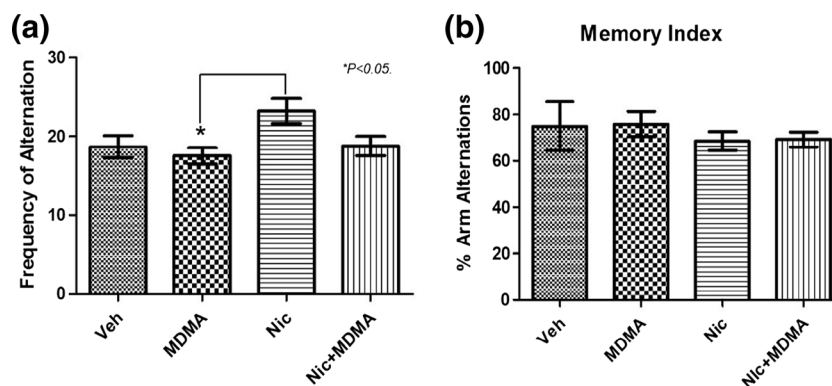 (a)
Frequency of Alternation
30
20
10
0
*P<0.05.
*
Veh
MDMA
Nic
Nic+MDMA
(b)
Memory Index
% Arm Alternations
100
80
60
40
20
0
Veh
MDMA
Nic
NIc+MDMA